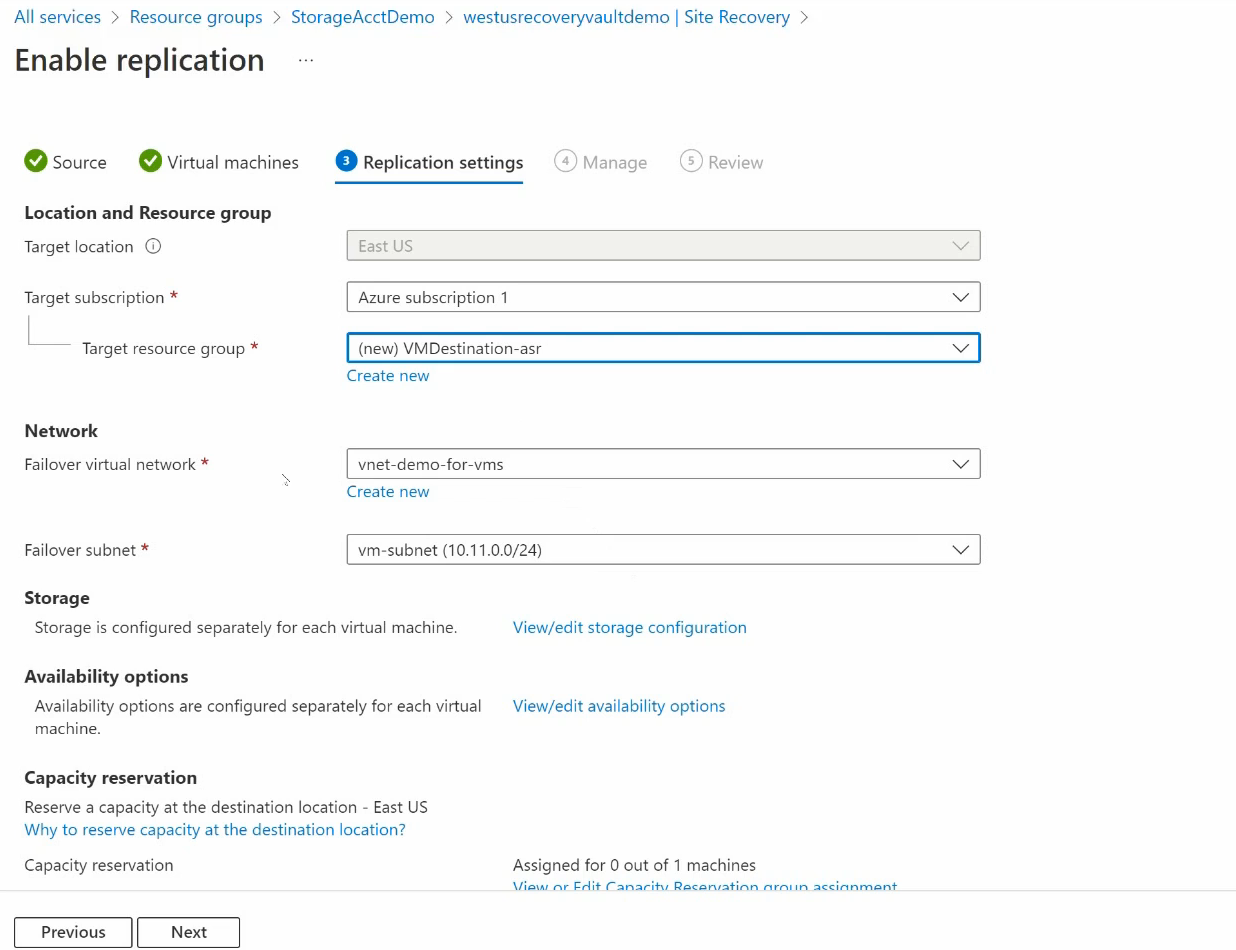 All services > Resource groups > StorageAcctDemo > westusrecoveryvaultdemo | Site Recovery >
Enable replication ...
Source Virtual machines 3 Replication settings 4 Manage 5 Review
Location and Resource group
Target location East US
Target subscription * Azure subscription 1
Target resource group * (new) VMDestination-asr
Create new
Network
Failover virtual network * vnet-demo-for-vms
Create new
Failover subnet * vm-subnet (10.11.0.0/24)
Storage
Storage is configured separately for each virtual machine. View/edit storage configuration
Availability options
Availability options are configured separately for each virtual View/edit availability options
machine.
Capacity reservation
Reserve a capacity at the destination location - East US
Why to reserve capacity at the destination location?
Capacity reservation Assigned for 0 out of 1 machines
View or Edit Capacity Reservation group assignment
Previous Next